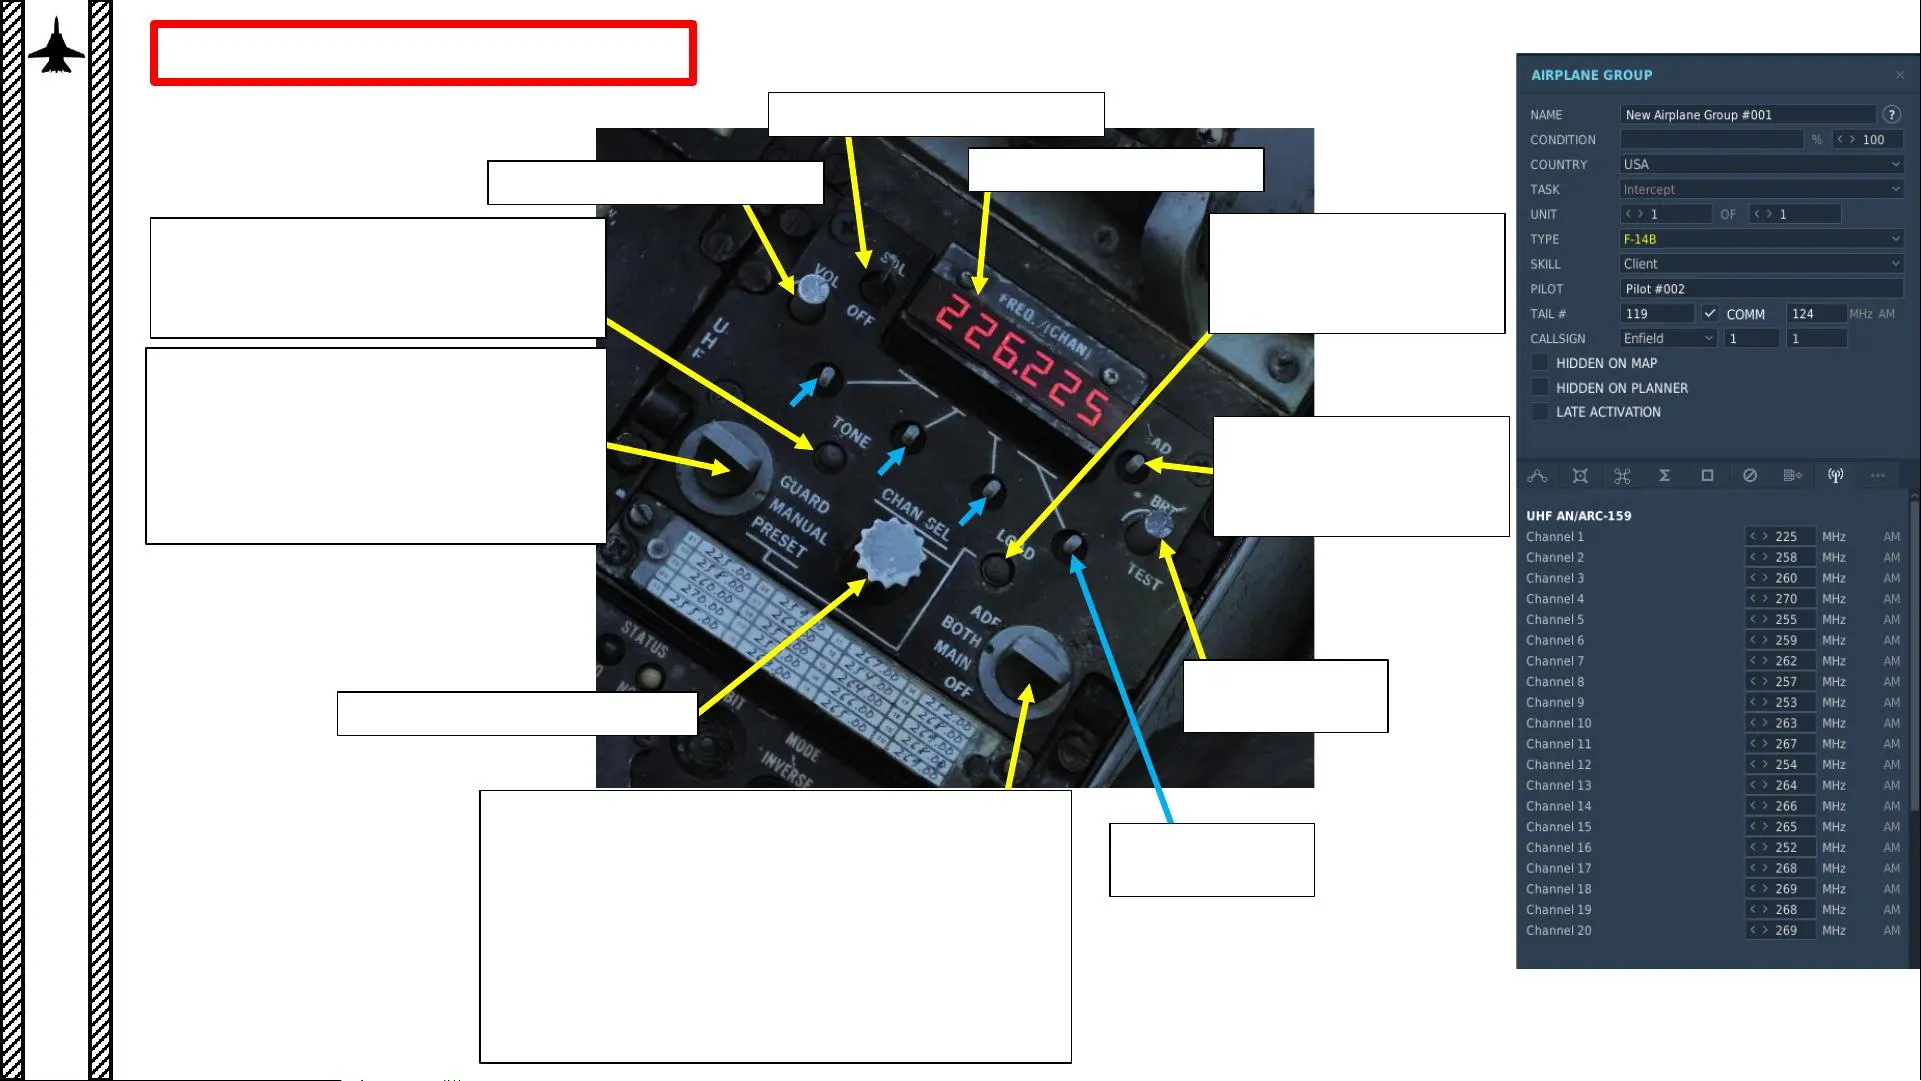 VOL
SQL
OFF
UHF
FREQ/(CHAN)
226.225
TONE
GUARD
MANUAL
PRESET
CHAN SEL
LOAD
BRT
TEST
ADF
BOTH
MAIN
OFF
STATUS
BIT
MODE
INVERSE
AIRPLANE GROUP
NAME New Airplane Group #001 ?
CONDITION % < > 100
COUNTRY USA
TASK Intercept
UNIT < > 1 OF < > 1
TYPE F-14B
SKILL Client
PILOT Pilot #002
TAIL # 119 COMM 124 MHz AM
CALLSIGN Enfield 1 1
HIDDEN ON MAP
HIDDEN ON PLANNER
LATE ACTIVATION
UHF AN/ARC-159
Channel 1 < > 225 MHz AM
Channel 2 < > 258 MHz AM
Channel 3 < > 260 MHz AM
Channel 4 < > 270 MHz AM
Channel 5 < > 255 MHz AM
Channel 6 < > 259 MHz AM
Channel 7 < > 262 MHz AM
Channel 8 < > 257 MHz AM
Channel 9 < > 253 MHz AM
Channel 10 < > 263 MHz AM
Channel 11 < > 267 MHz AM
Channel 12 < > 254 MHz AM
Channel 13 < > 264 MHz AM
Channel 14 < > 266 MHz AM
Channel 15 < > 265 MHz AM
Channel 16 < > 252 MHz AM
Channel 17 < > 268 MHz AM
Channel 18 < > 269 MHz AM
Channel 19 < > 268 MHz AM
Channel 20 < > 269 MHz AM